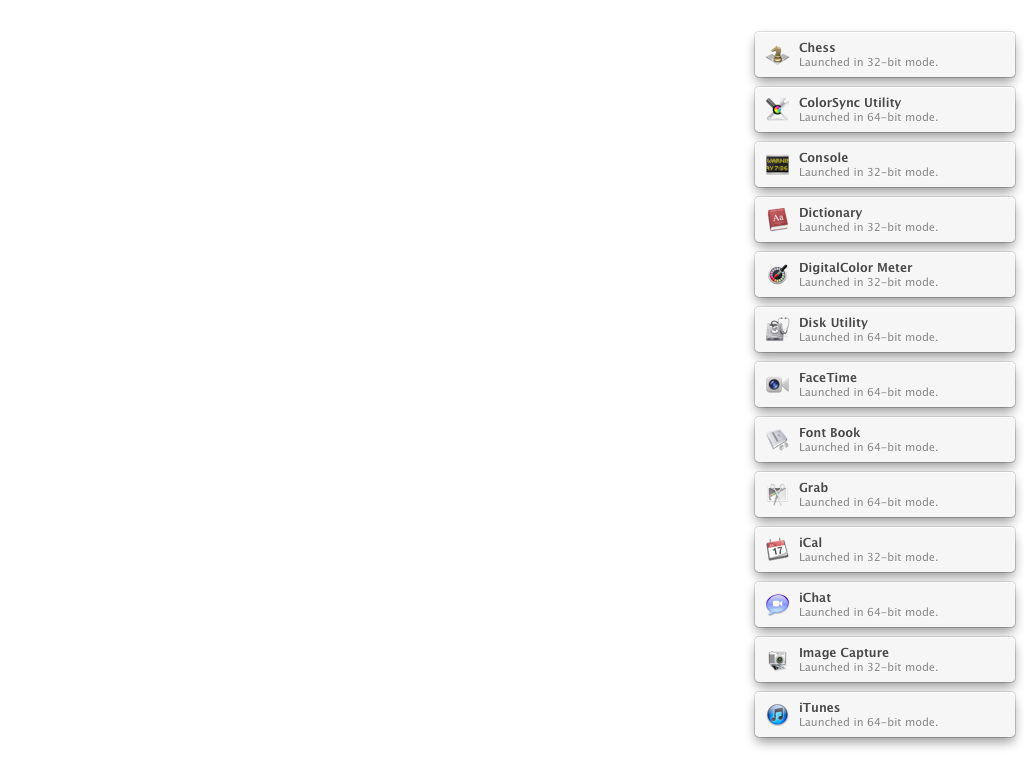 Chess
Launched in 32-bit mode.
ColorSync Utility
Launched in 64-bit mode.
Console
Launched in 32-bit mode.
Dictionary
Launched in 32-bit mode.
DigitalColor Meter
Launched in 32-bit mode.
Disk Utility
Launched in 64-bit mode.
FaceTime
Launched in 64-bit mode.
Font Book
Launched in 64-bit mode.
Grab
Launched in 64-bit mode.
iCal
Launched in 32-bit mode.
17
iChat
Launched in 64-bit mode.
Image Capture
Launched in 32-bit mode.
iTunes
Launched in 64-bit mode.